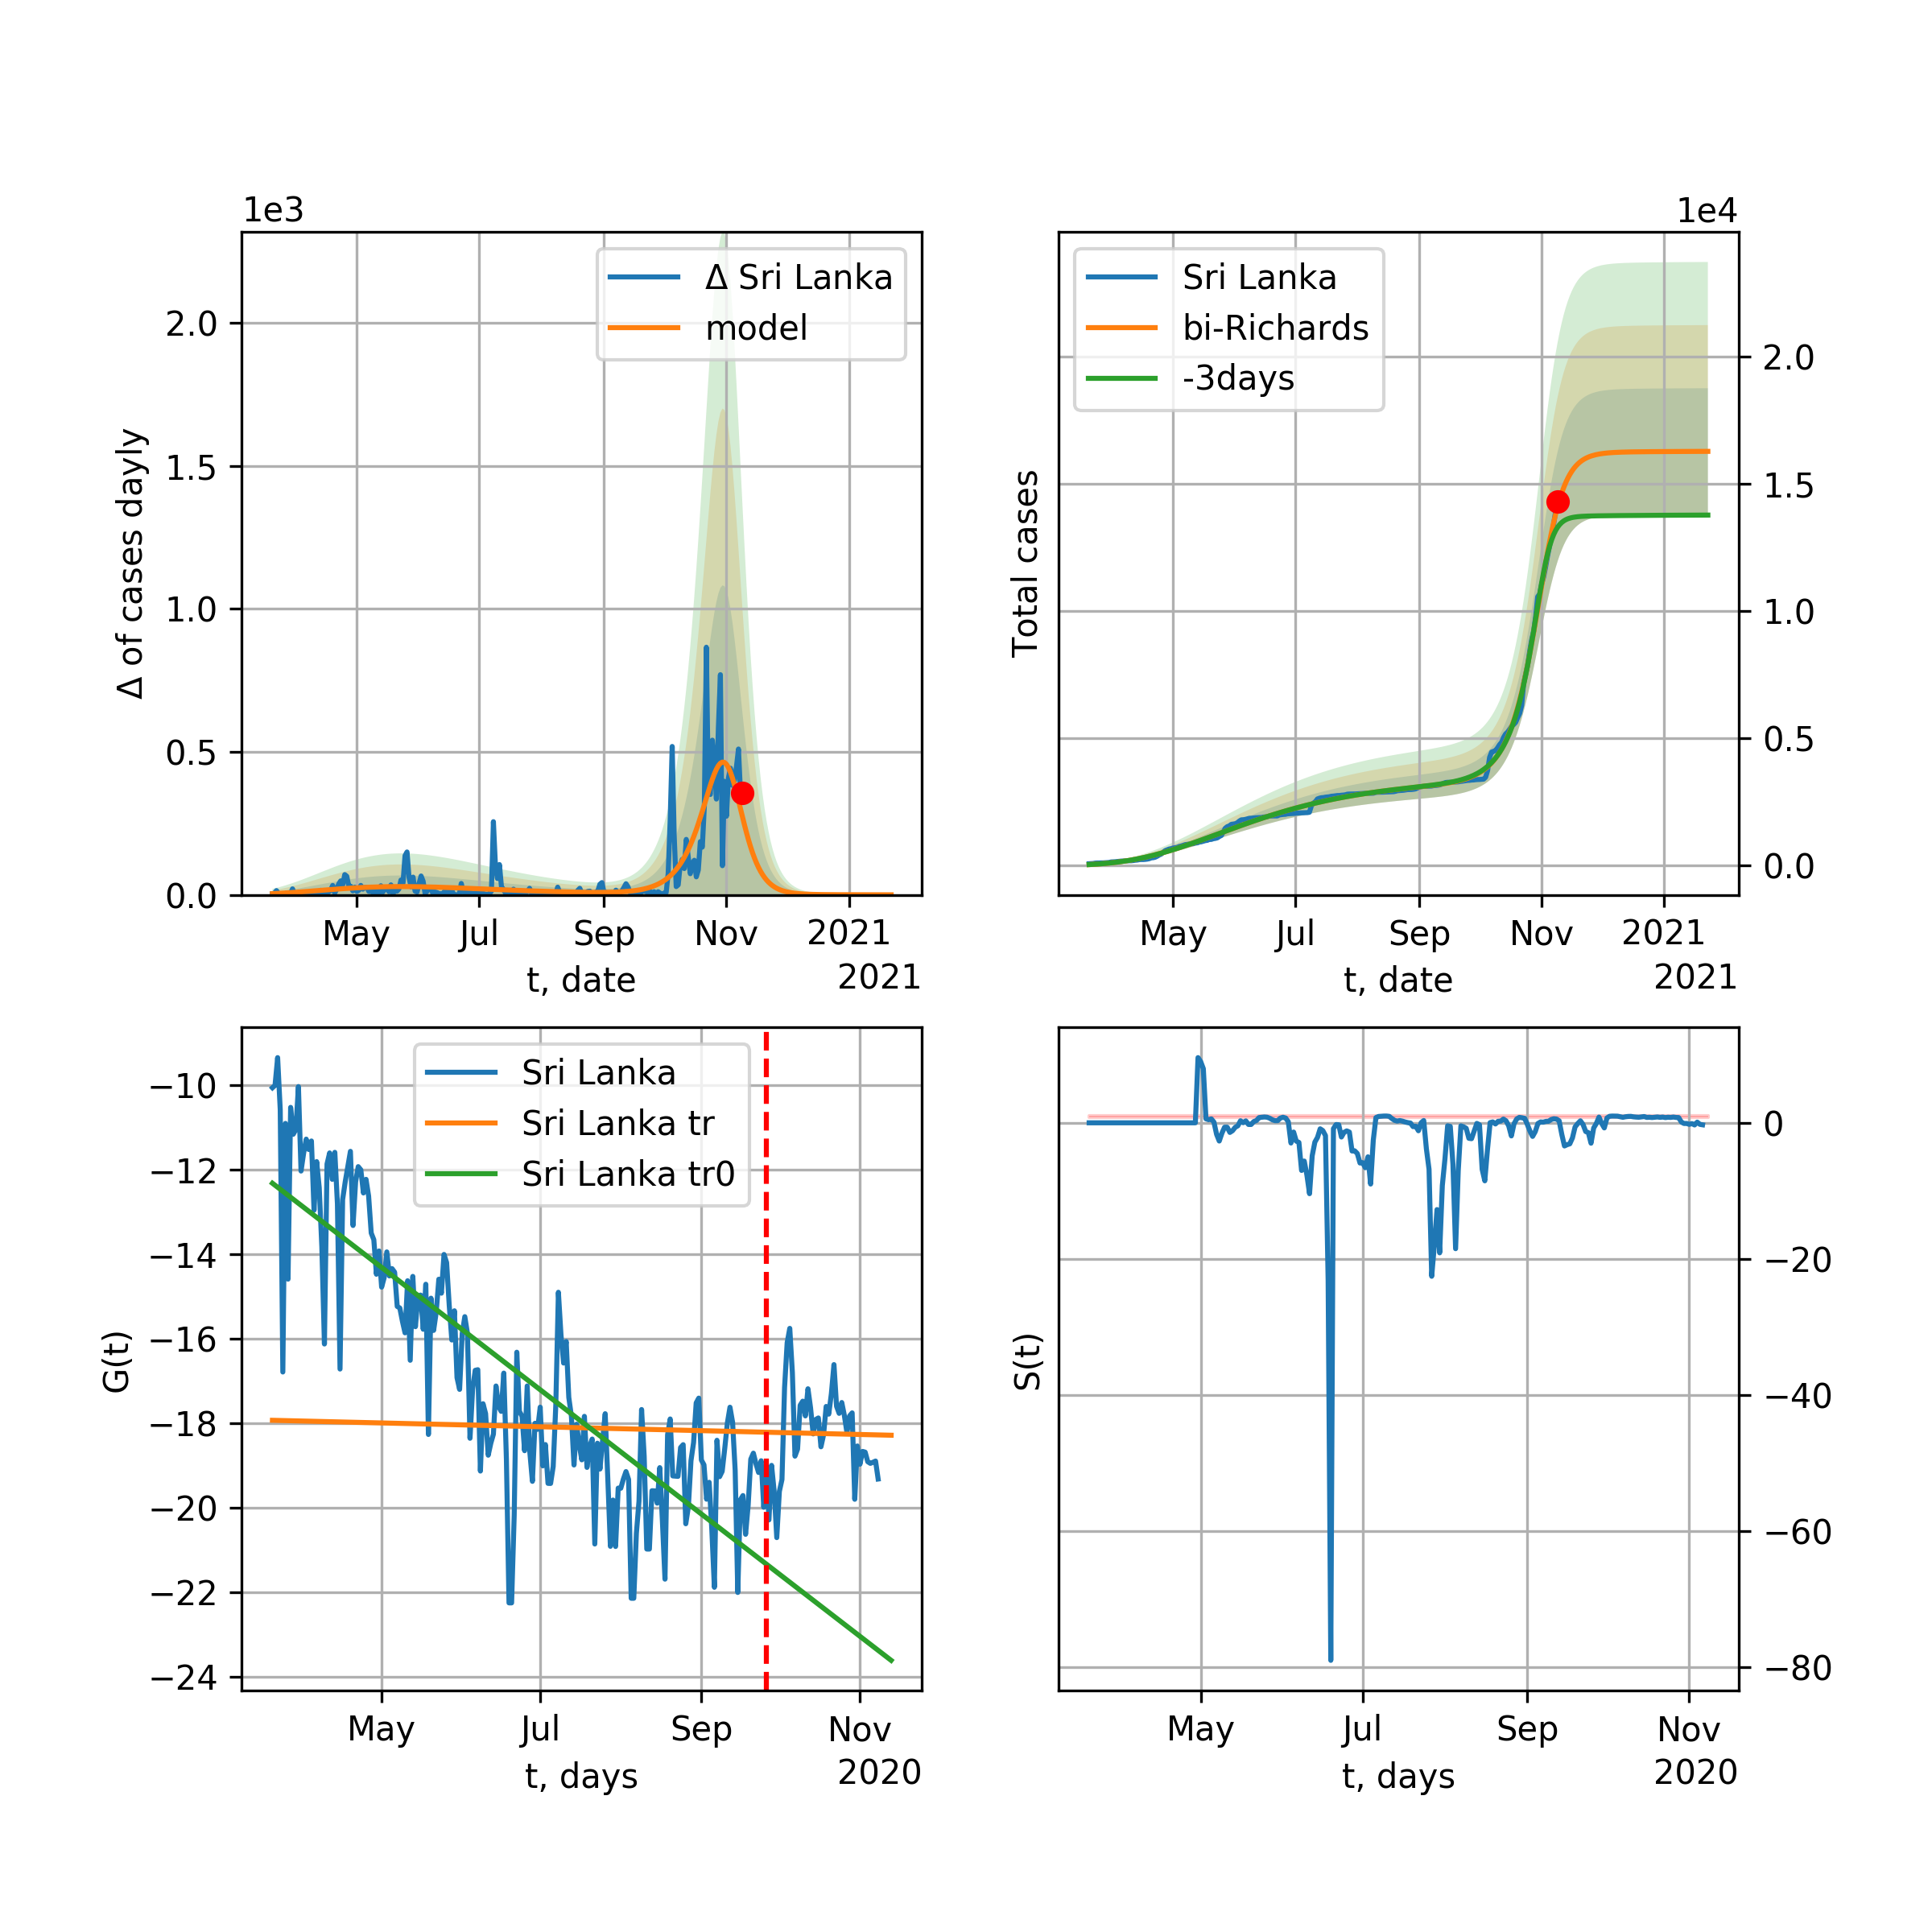 1e3
Δ of cases dayly
2.0
1.5
1.0
0.5
0.0
Δ Sri Lanka
model
May Jul Sep Nov 2021
t, date
2021
1e4
Total cases
Sri Lanka
bi-Richards
-3days
2.0
1.5
1.0
0.5
0.0
May Jul Sep Nov 2021
t, date
2021
G(t)
−10
−12
−14
−16
−18
−20
−22
−24
Sri Lanka
Sri Lanka tr
Sri Lanka tr0
May Jul Sep Nov
t, days
2020
S(t)
0
−20
−40
−60
−80
May Jul Sep Nov
t, days
2020